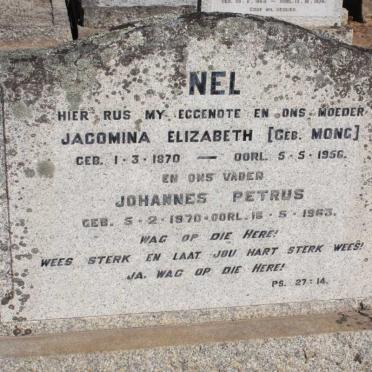 NEL
HIER RUS MY EGGENOTE EN ONS MOEDER
JACOMINA ELIZABETH [GEB. MONG]
GEB. 1·3·1870 — OORL. 5·5·1956.
EN ONS VADER
JOHANNES PETRUS
GEB. 5·2·1870·OORL. 16·5·1963.
WAG OP DIE HERE!
WEES STERK EN LAAT JOU HART STERK WEES!
JA, WAG OP DIE HERE!
PS. 27:14.